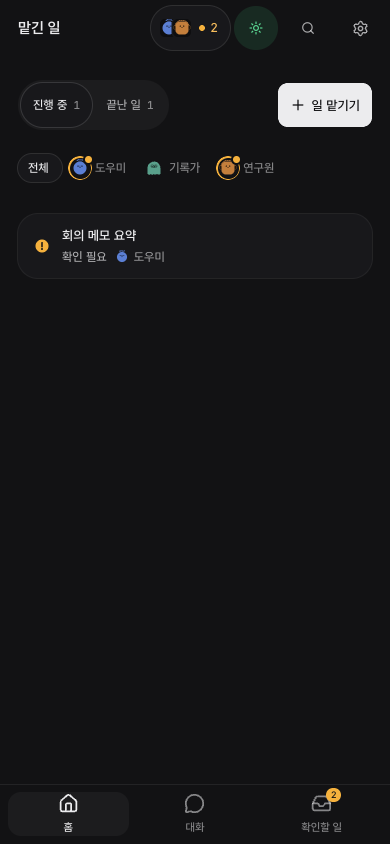 맡긴 일
2
진행 중 1
끝난 일 1
일 맡기기
전체
도우미
기록가
연구원
회의 메모 요약
확인 필요 도우미
홈
대화
2
확인할 일